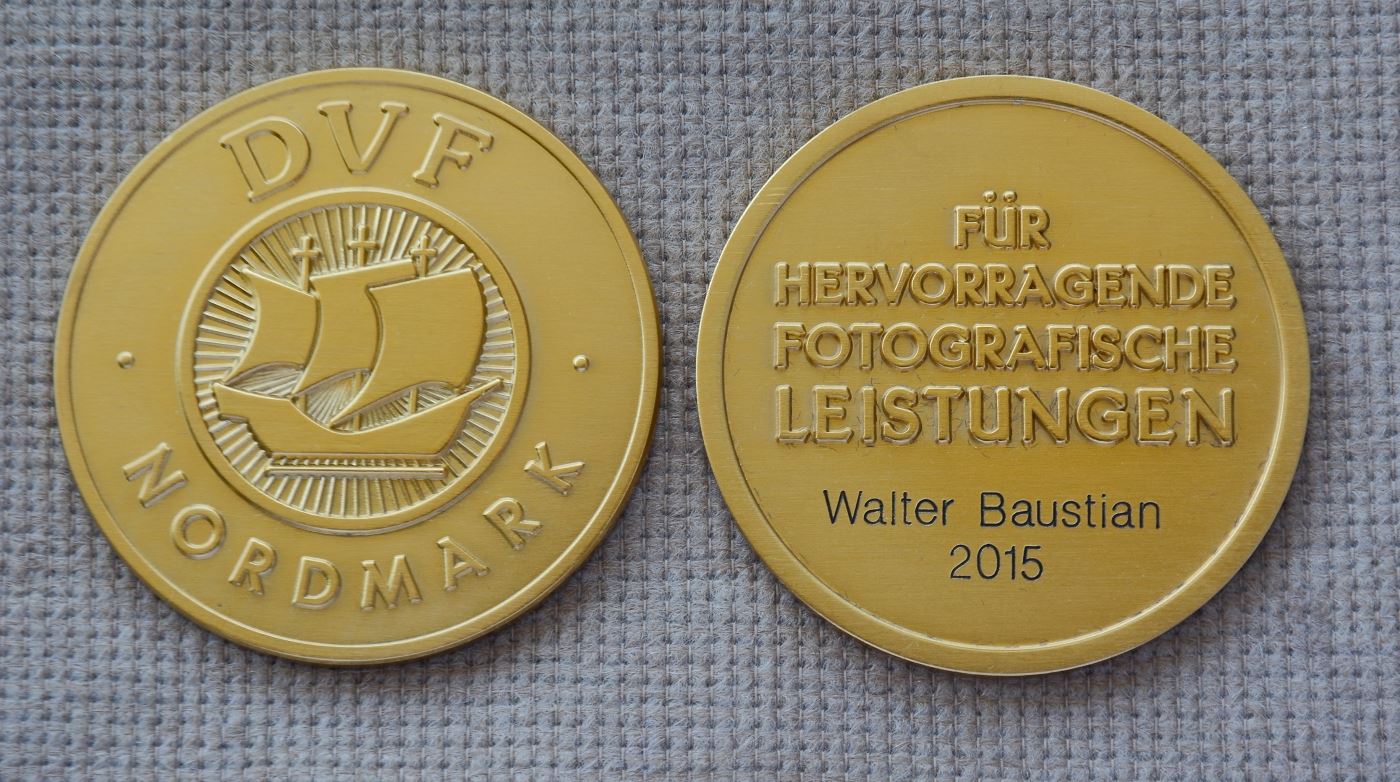 DVF
NORDMARK
FÜR
HERVORRAGENDE
FOTOGRAFISCHE
LEISTUNGEN
Walter Baustian
2015